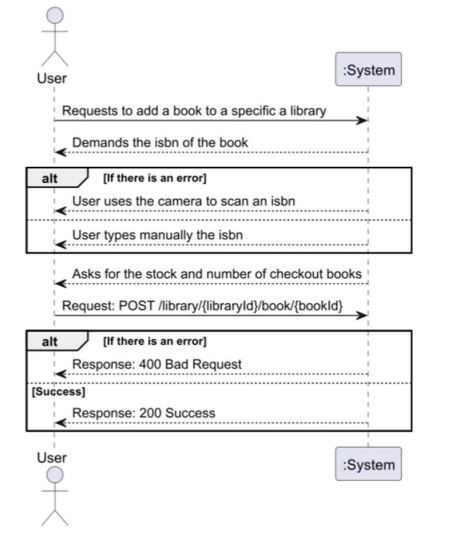 User
:System
Requests to add a book to a specific a library
Demands the isbn of the book
alt [If there is an error]
User uses the camera to scan an isbn
User types manually the isbn
Asks for the stock and number of checkout books
Request: POST /library/{libraryId}/book/{bookId}
alt [If there is an error]
Response: 400 Bad Request
[Success]
Response: 200 Success
User
:System